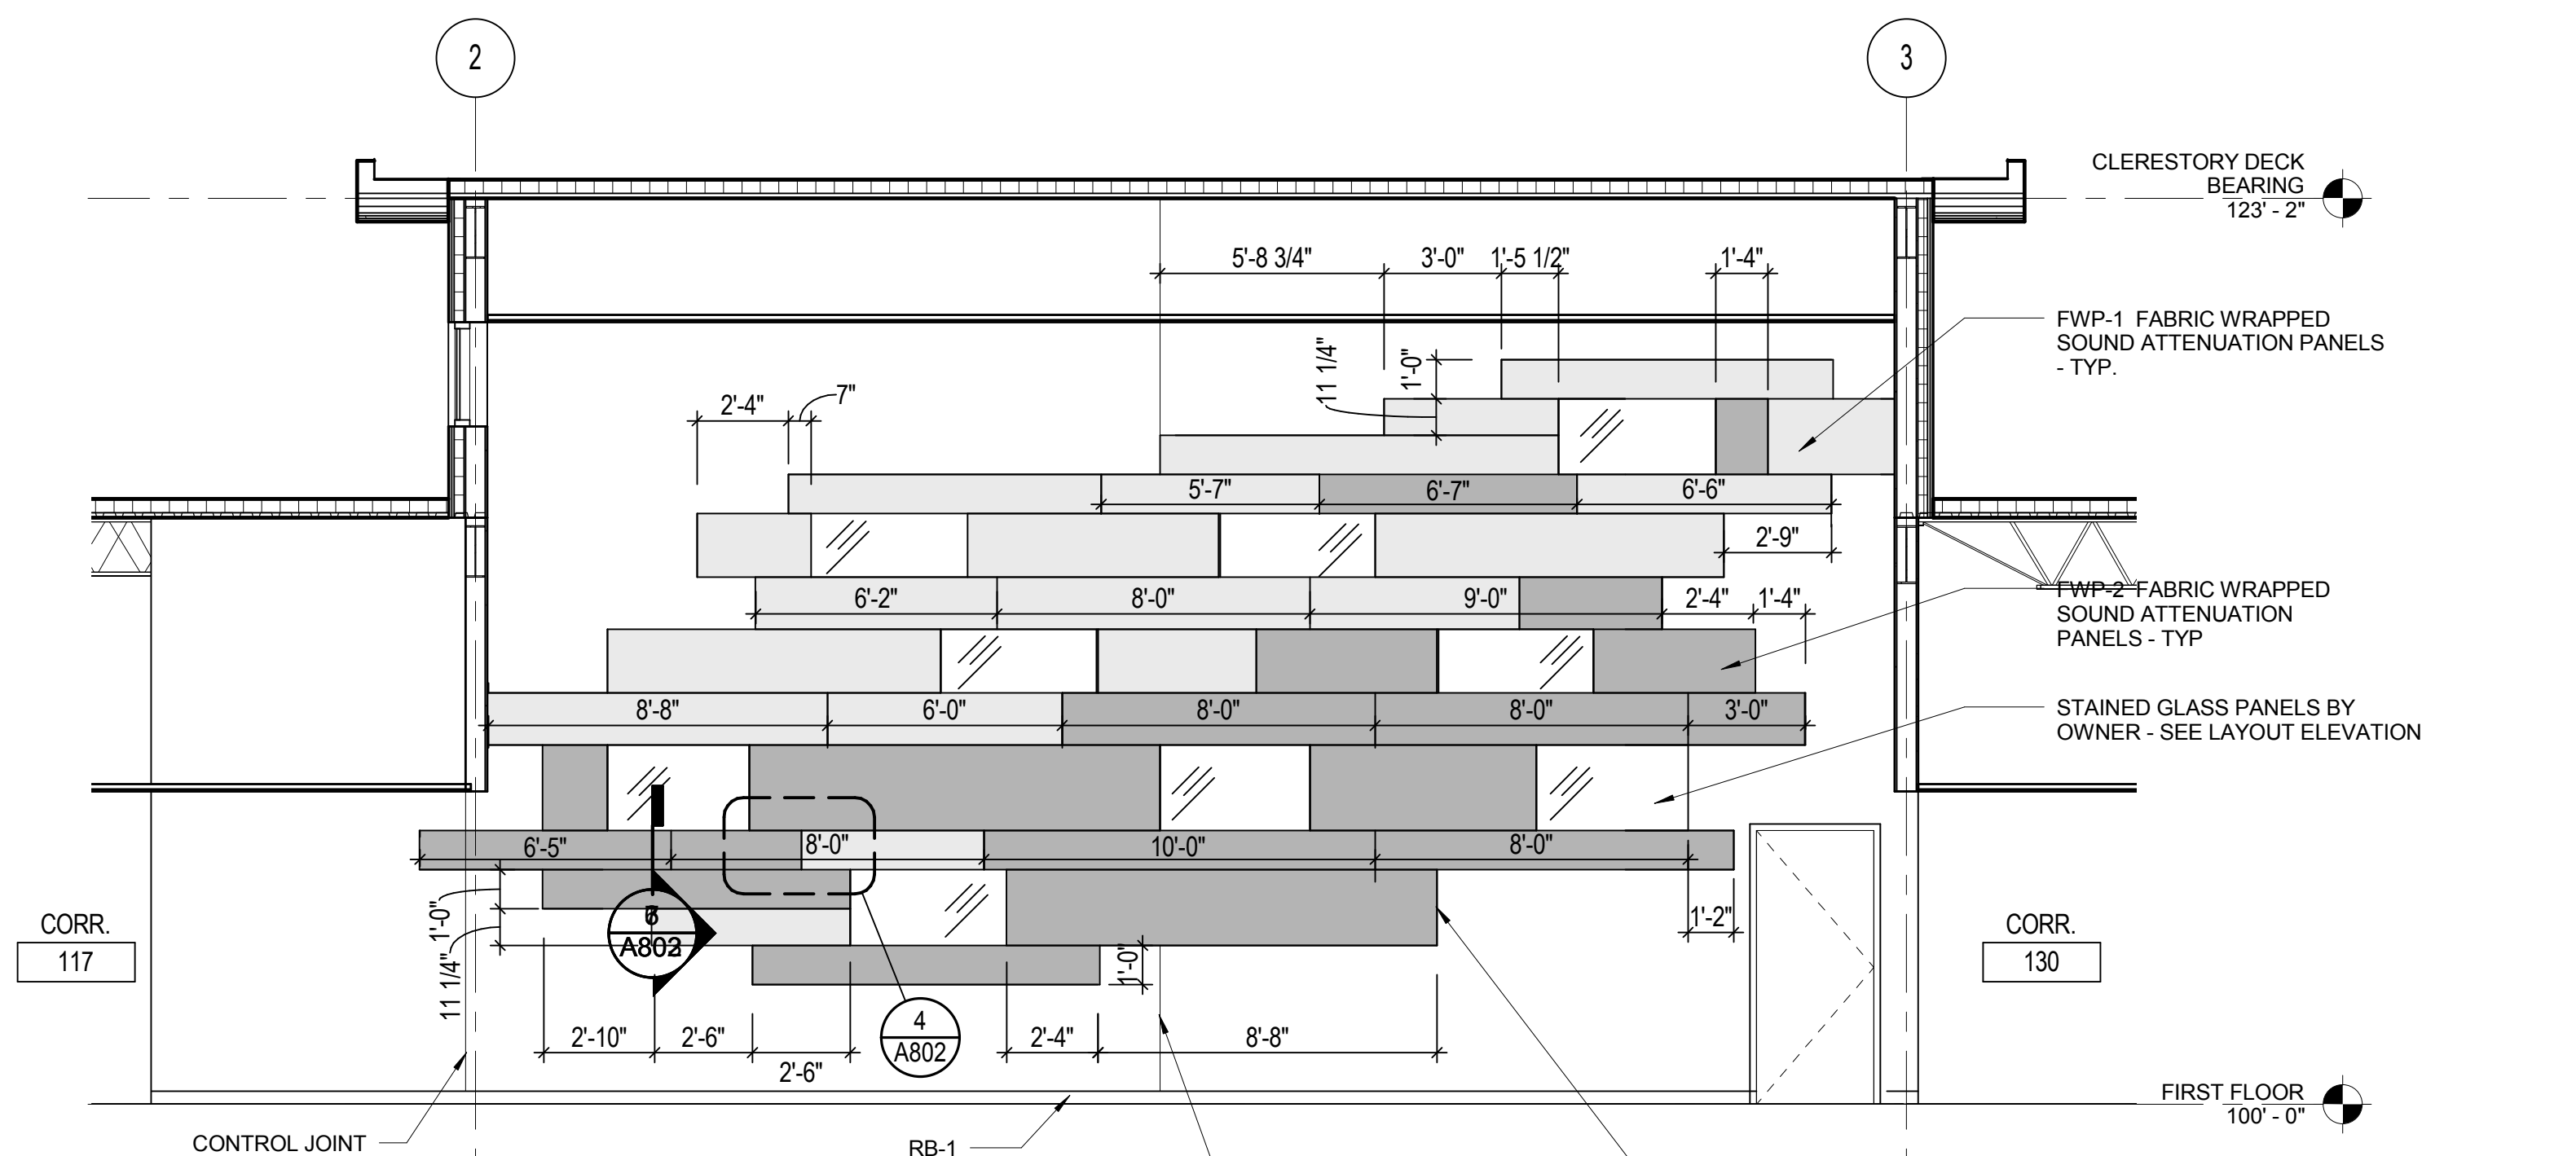 2
3
CLERESTORY DECK
BEARING
123' - 2"
5'-8 3/4"
3'-0"
1'-5 1/2"
1'-4"
FWP-1 FABRIC WRAPPED
SOUND ATTENUATION PANELS
- TYP.
11 1/4"
1'-0"
2'-4"
7"
5'-7"
6'-7"
6'-6"
2'-9"
6'-2"
8'-0"
9'-0"
2'-4"
1'-4"
FWP-2 FABRIC WRAPPED
SOUND ATTENUATION
PANELS - TYP
8'-8"
6'-0"
8'-0"
8'-0"
3'-0"
STAINED GLASS PANELS BY
OWNER - SEE LAYOUT ELEVATION
6'-5"
8'-0"
10'-0"
8'-0"
1'-0"
11 1/4"
1'-2"
CORR.
117
CORR.
130
1'-0"
2'-10"
2'-6"
2'-6"
4
A802
2'-4"
8'-8"
FIRST FLOOR
100' - 0"
CONTROL JOINT
RB-1